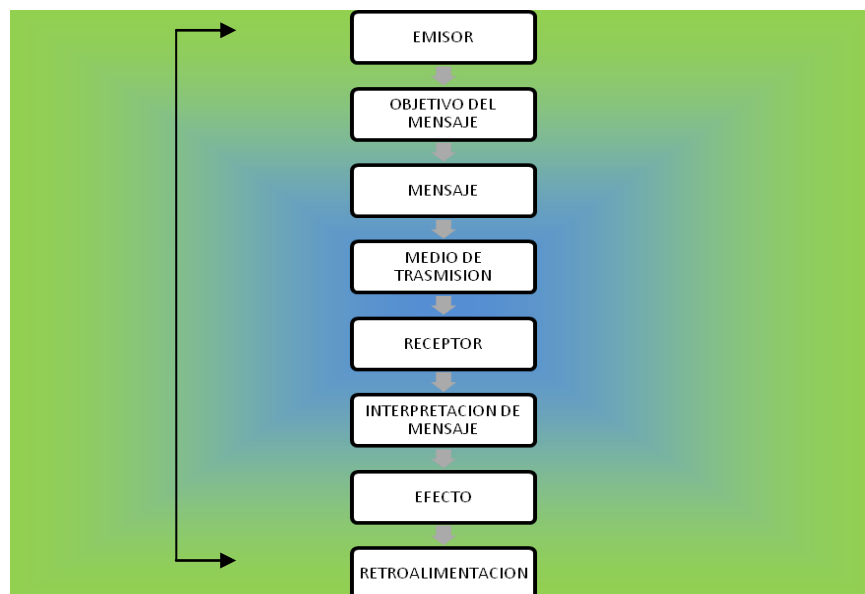 EMISOR
OBJETIVO DEL
MENSAJE
MENSAJE
MEDIO DE
TRASMISION
RECEPTOR
INTERPRETACION DE
MENSAJE
EFECTO
RETROALIMENTACION